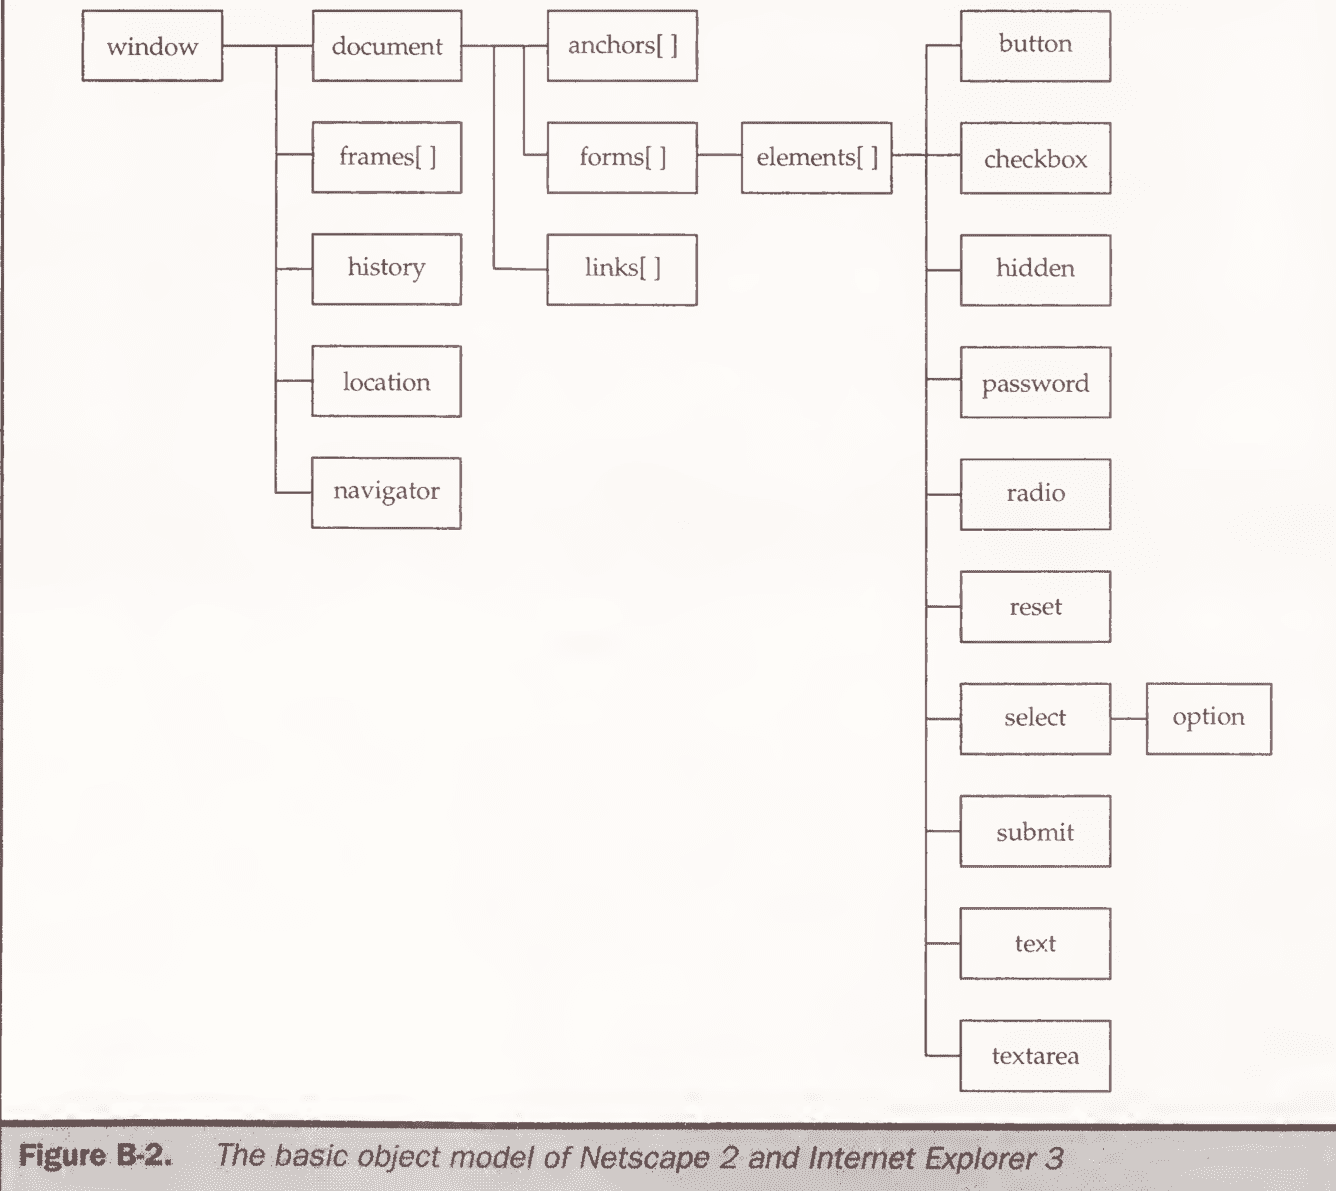 window
document
anchors[ ]
button
frames[ ]
forms[ ]
elements[ ]
checkbox
history
links[ ]
hidden
location
password
navigator
radio
reset
select
option
submit
text
textarea
Figure B-2. The basic object model of Netscape 2 and Internet Explorer 3